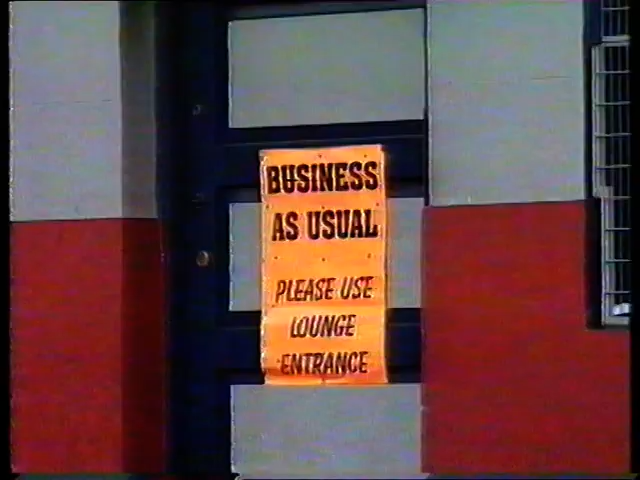 BUSINESS
AS USUAL
PLEASE USE
LOUNGE
ENTRANCE